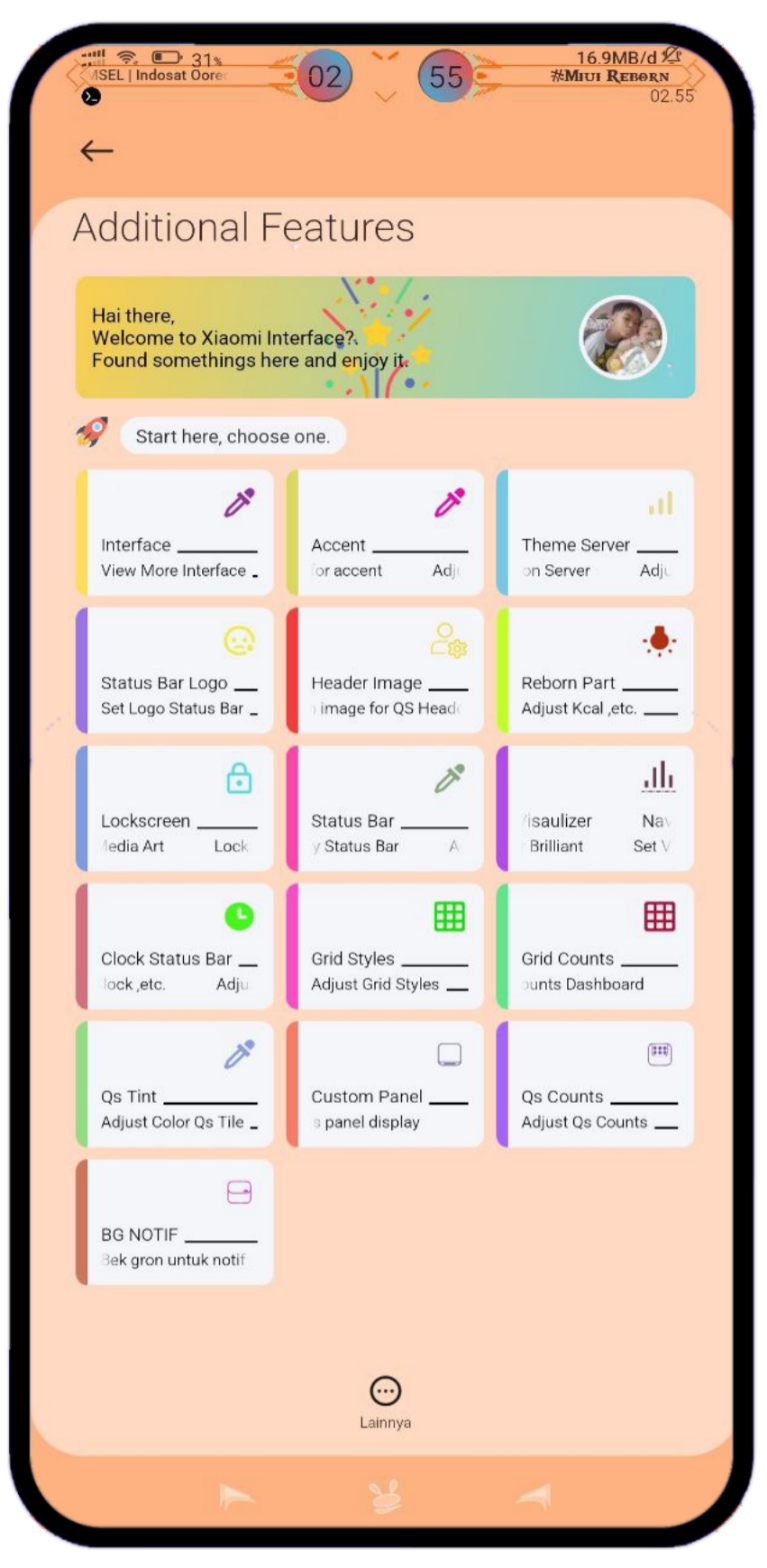 31%
16.9MB/d
MSEL | Indosat Oore
02
55
#MIUI REBORN
02.55
Additional Features
Hai there,
Welcome to Xiaomi Interface?.
Found somethings here and enjoy it.
Start here, choose one.
Interface
View More Interface
Accent
for accent Adju
Theme Server
on Server Adju
Status Bar Logo
Set Logo Status Bar
Header Image
image for QS Heade
Reborn Part
Adjust Kcal ,etc.
Lockscreen
Media Art Lock
Status Bar
y Status Bar A
Visaulizer Nav
Brilliant Set V
Clock Status Bar
lock ,etc. Adju
Grid Styles
Adjust Grid Styles
Grid Counts
ounts Dashboard
Qs Tint
Adjust Color Qs Tile
Custom Panel
s panel display
Qs Counts
Adjust Qs Counts
BG NOTIF
Bek gron untuk notif
Lainnya